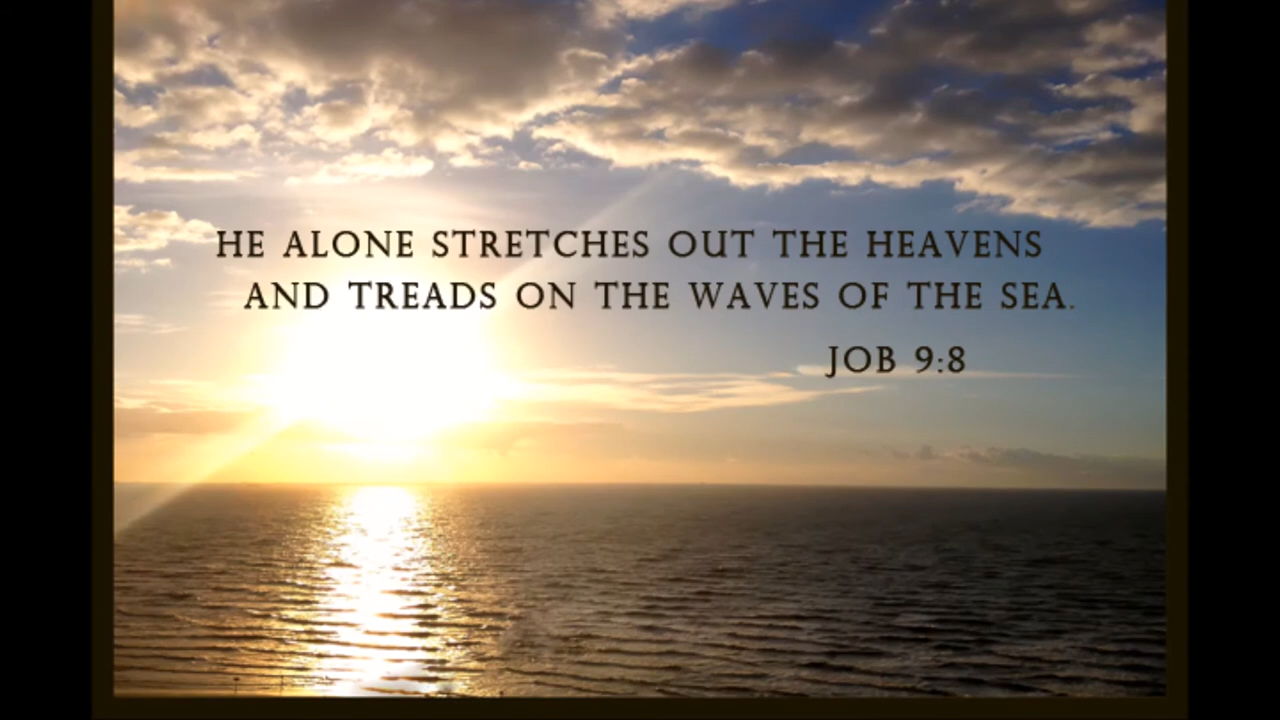 HE ALONE STRETCHES OUT THE HEAVENS
AND TREADS ON THE WAVES OF THE SEA.
JOB 9:8